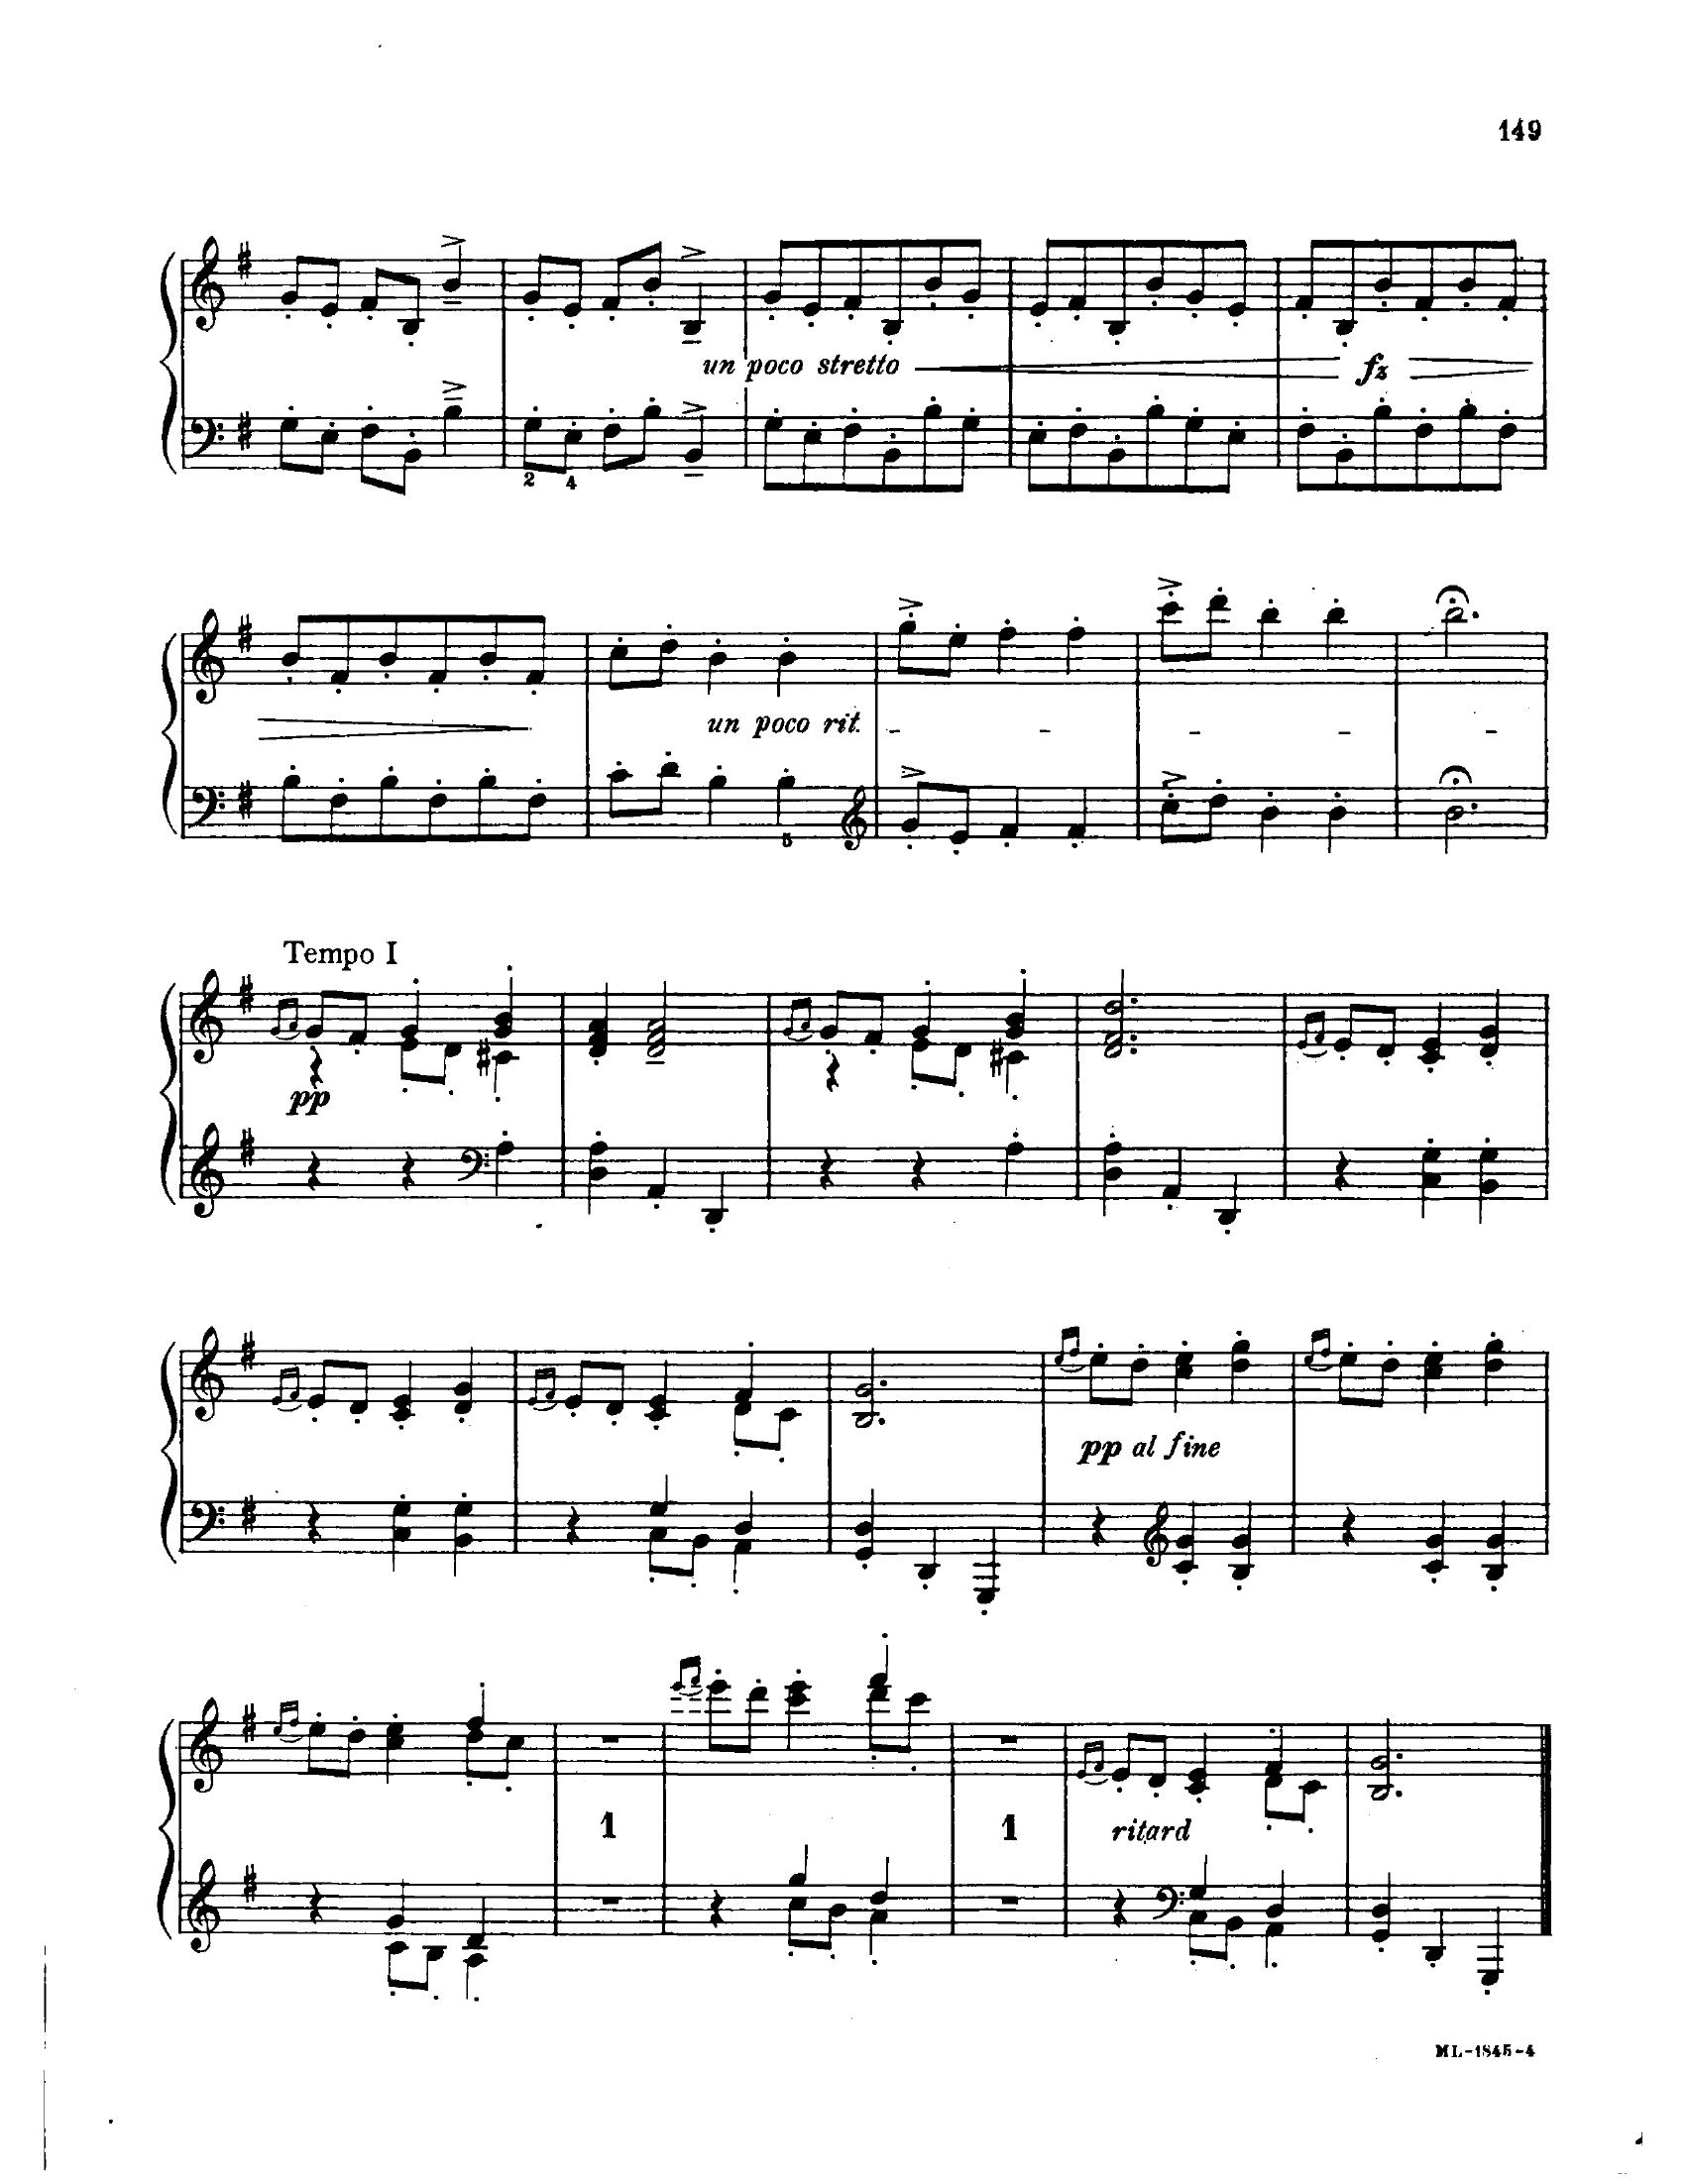 149
un poco stretto fz
2 4
un poco rit.
5
Tempo I
pp
pp al fine
1 1 ritard
ML-1845-4